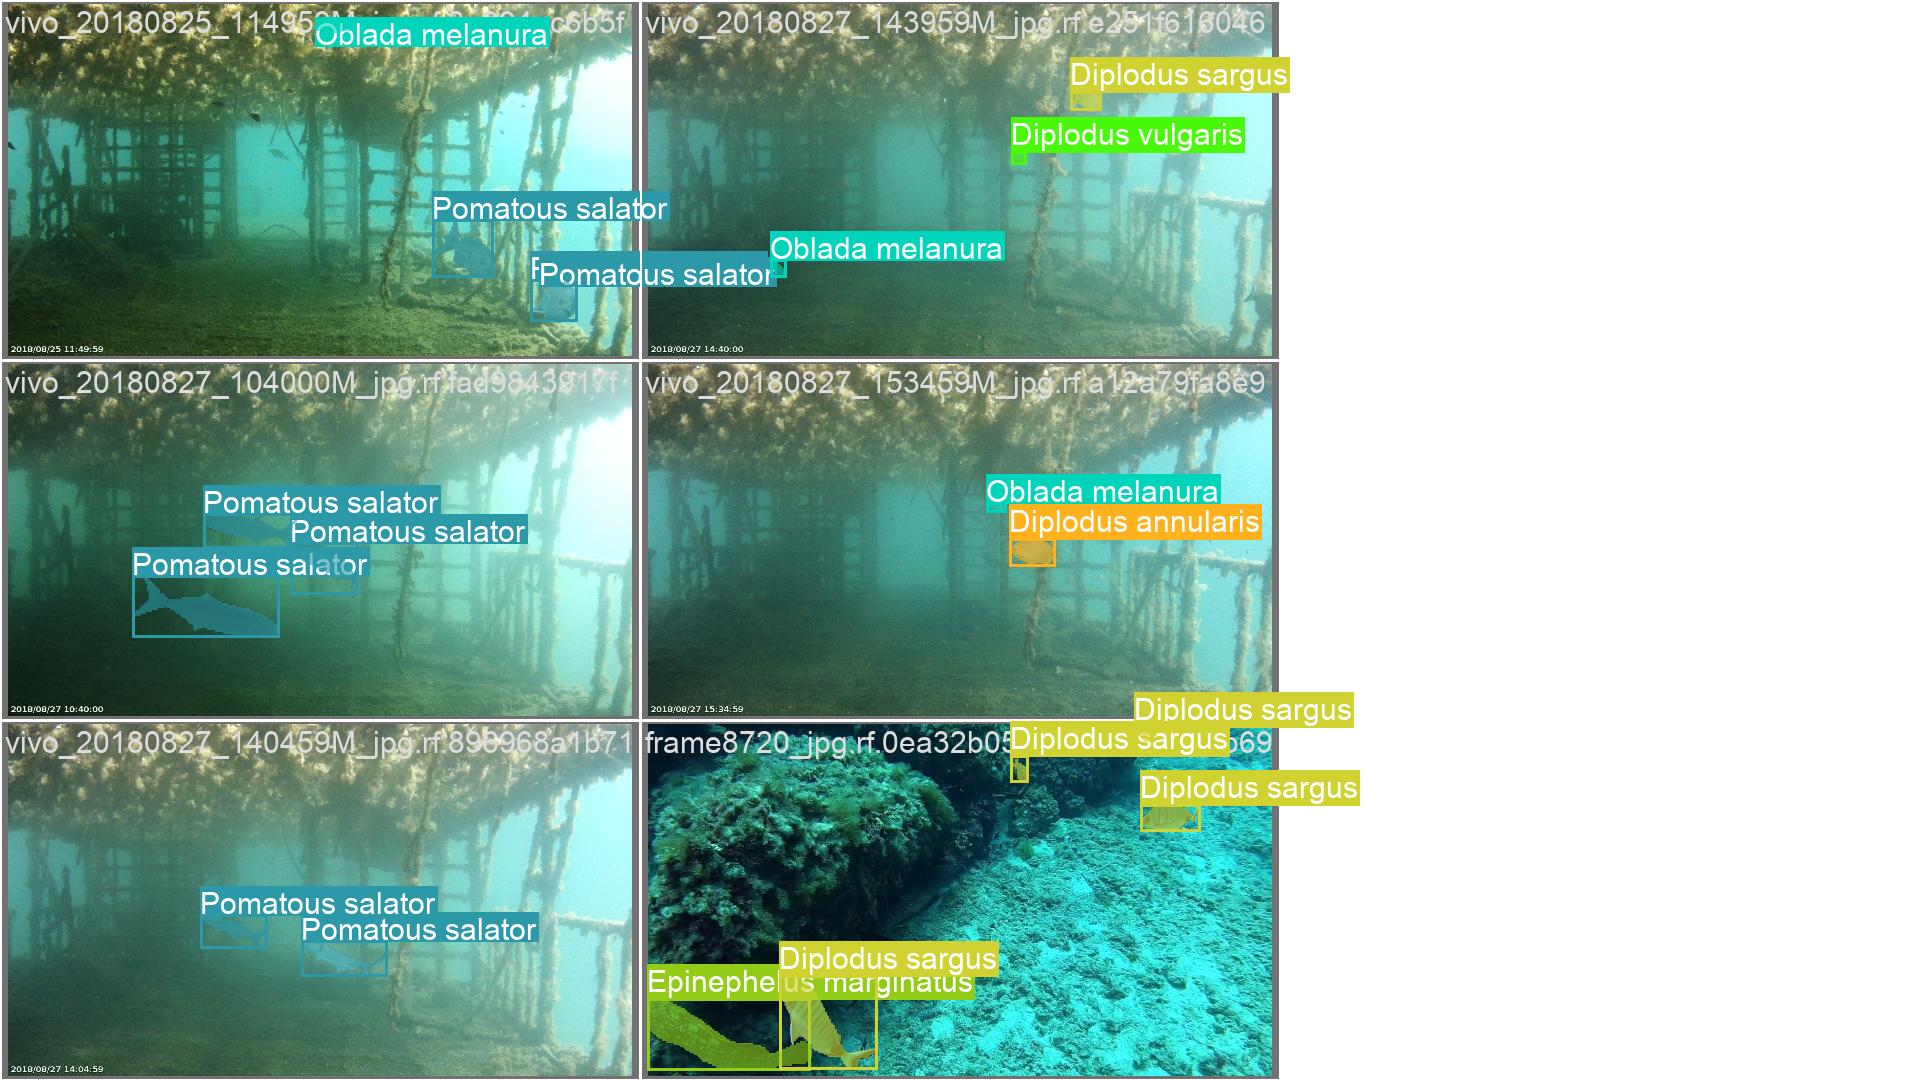 vivo_20180825_11495
c6b5f
Oblada melanura
Pomatous salator
Pomatous salator
2018/08/25 11:49:59
vivo_20180827_143959M_jpg.rf.e251f616046
Diplodus sargus
Diplodus vulgaris
Oblada melanura
2018/08/27 14:40:00
vivo_20180827_104000M_jpg.rf.fad9843917f
Pomatous salator
Pomatous salator
Pomatous salator
2018/08/27 10:40:00
vivo_20180827_153459M_jpg.rf.a12a79fa8e9
Oblada melanura
Diplodus annularis
2018/08/27 15:34:59
vivo_20180827_140459M_jpg.rf.896968a1b71
Pomatous salator
Pomatous salator
2018/08/27 14:04:59
frame8720_jpg.rf.0ea32b05
b69
Diplodus sargus
Diplodus sargus
Diplodus sargus
Diplodus sargus
Epinephelus marginatus